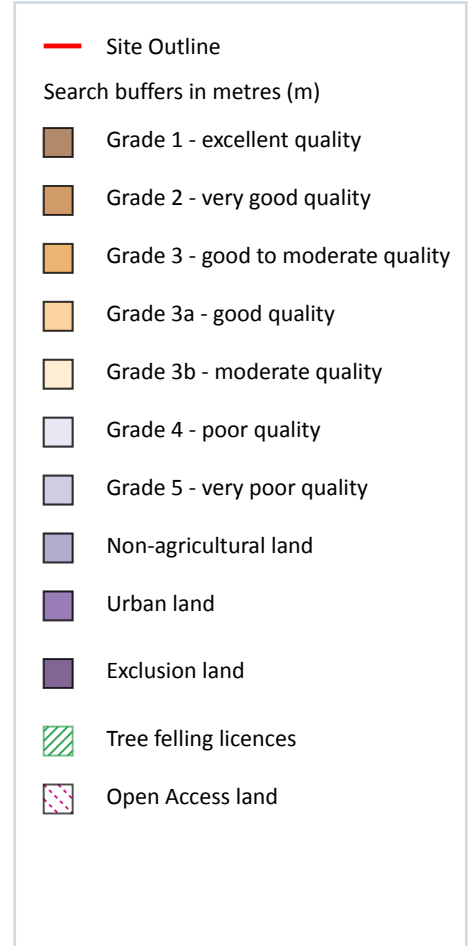 Site Outline
Search buffers in metres (m)
Grade 1 - excellent quality
Grade 2 - very good quality
Grade 3 - good to moderate quality
Grade 3a - good quality
Grade 3b - moderate quality
Grade 4 - poor quality
Grade 5 - very poor quality
Non-agricultural land
Urban land
Exclusion land
Tree felling licences
Open Access land